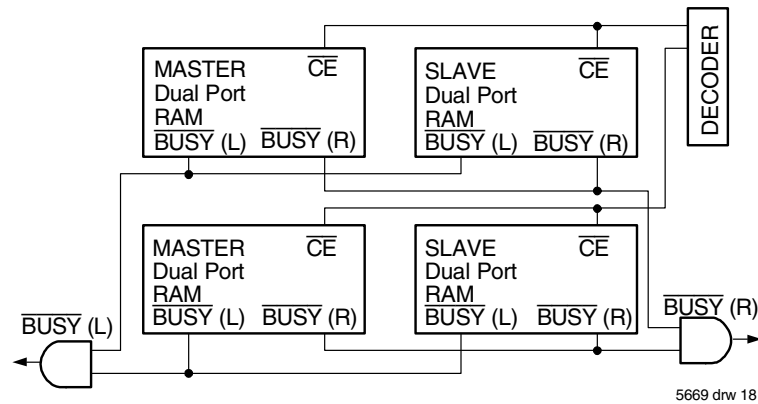 MASTER CE
Dual Port
RAM
BUSY (L) BUSY (R)
SLAVE CE
Dual Port
RAM
BUSY (L) BUSY (R)
DECODER
MASTER CE
Dual Port
RAM
BUSY (L) BUSY (R)
SLAVE CE
Dual Port
RAM
BUSY (L) BUSY (R)
BUSY (L)
BUSY (R)
5669 drw 18